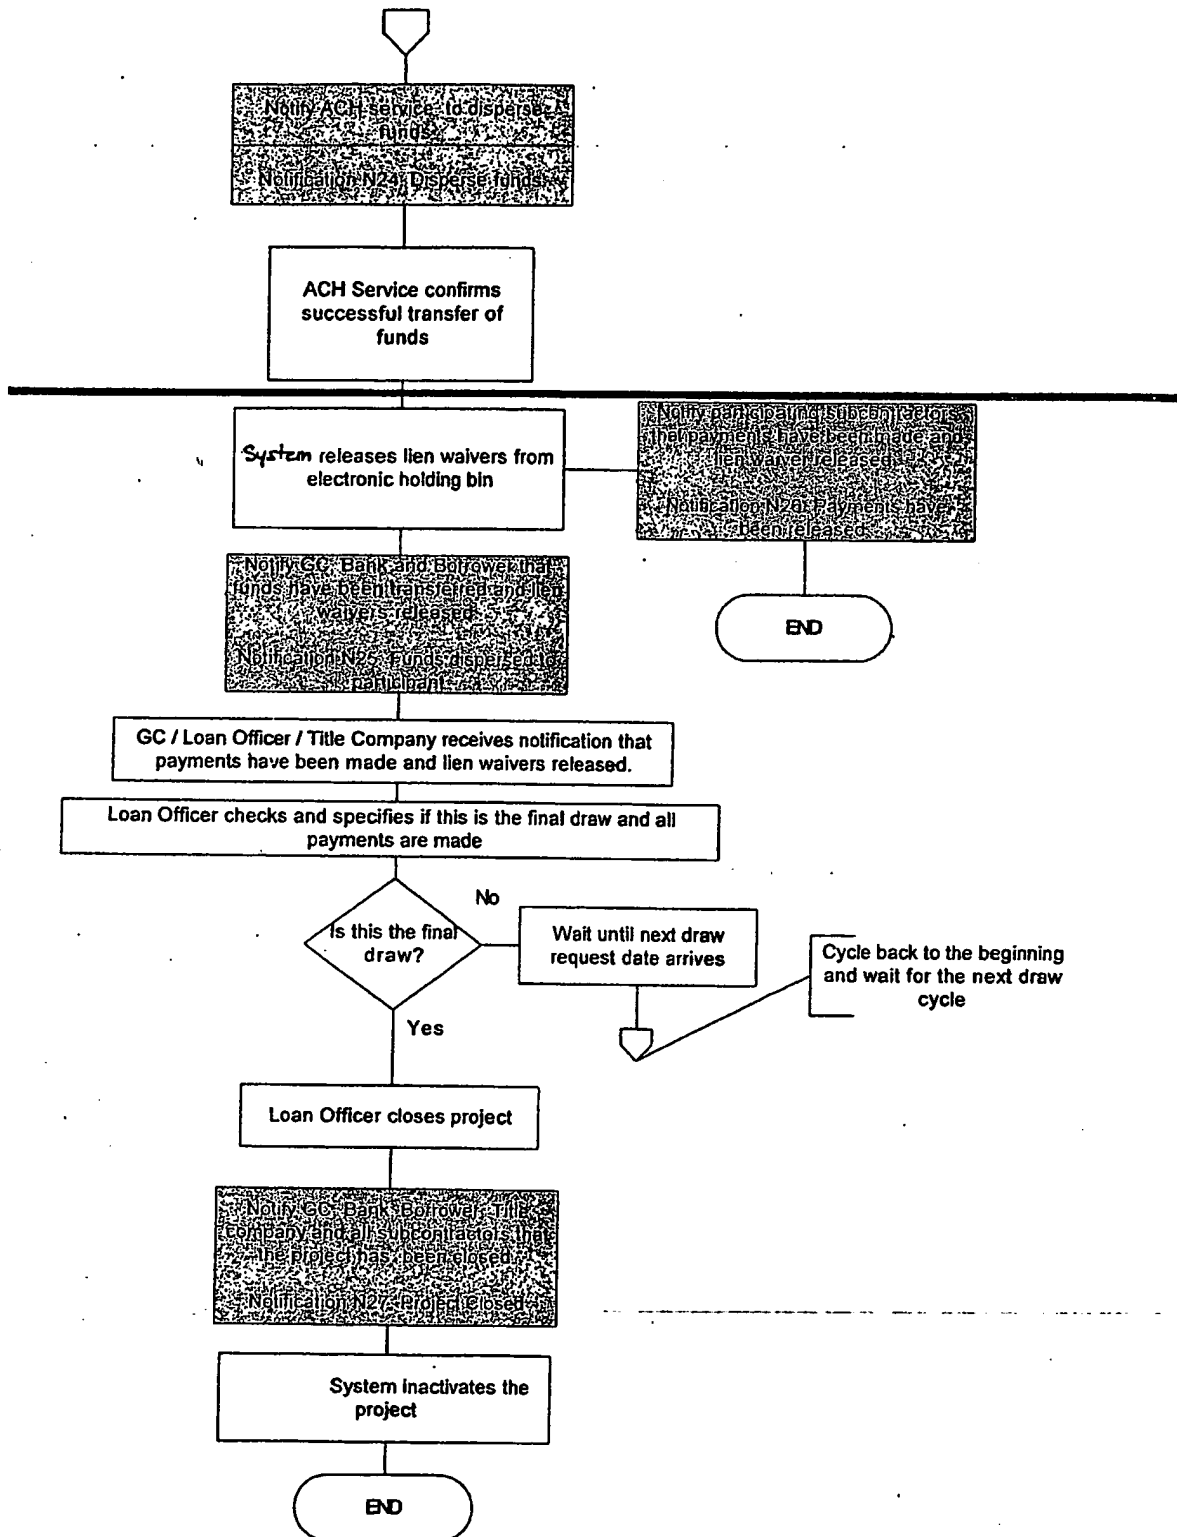 Notify ACH service to disperse
funds
Notification N24: Disperse funds
ACH Service confirms
successful transfer of
funds
System releases lien waivers from
electronic holding bin
Notify participating subcontractors
that payments have been made and
lien waiver released
Notification N26: Payments have
been released
END
Notify GC, Bank and Borrower that
funds have been transferred and lien
waivers released
Notification N25: Funds dispersed to
participant
GC / Loan Officer / Title Company receives notification that
payments have been made and lien waivers released.
Loan Officer checks and specifies if this is the final draw and all
payments are made
Is this the final
draw?
No
Wait until next draw
request date arrives
Cycle back to the beginning
and wait for the next draw
cycle
Yes
Loan Officer closes project
Notify GC, Bank, Borrower, Title
company and all subcontractors that
the project has been closed
Notification N27: Project Closed
System inactivates the
project
END